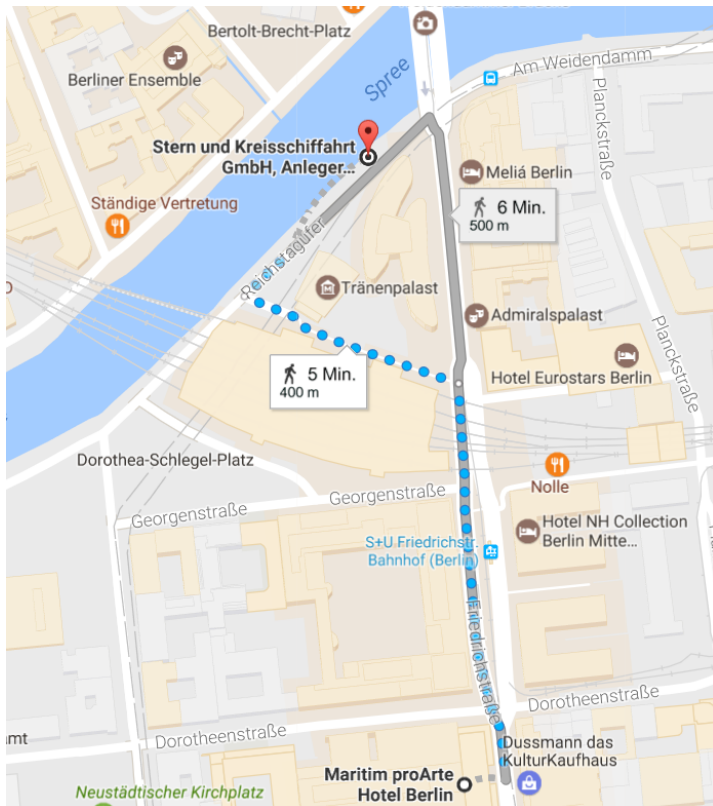 Bertolt-Brecht-Platz
Berliner Ensemble
Spree
Am Weidendamm
Planckstraße
Stern und Kreisschiffahrt
GmbH, Anleger...
Meliá Berlin
Ständige Vertretung
6 Min.
500 m
Reichstagufer
Tränenpalast
Admiralspalast
Planckstraße
5 Min.
400 m
Hotel Eurostars Berlin
Dorothea-Schlegel-Platz
Georgenstraße
Nolle
Georgenstraße
Hotel NH Collection
Berlin Mitte...
S+U Friedrichstr.
Bahnhof (Berlin)
Friedrichstraße
Dorotheenstraße
Dorotheenstraße
Dussmann das
KulturKaufhaus
Maritim proArte
Hotel Berlin
Neustädtischer Kirchplatz